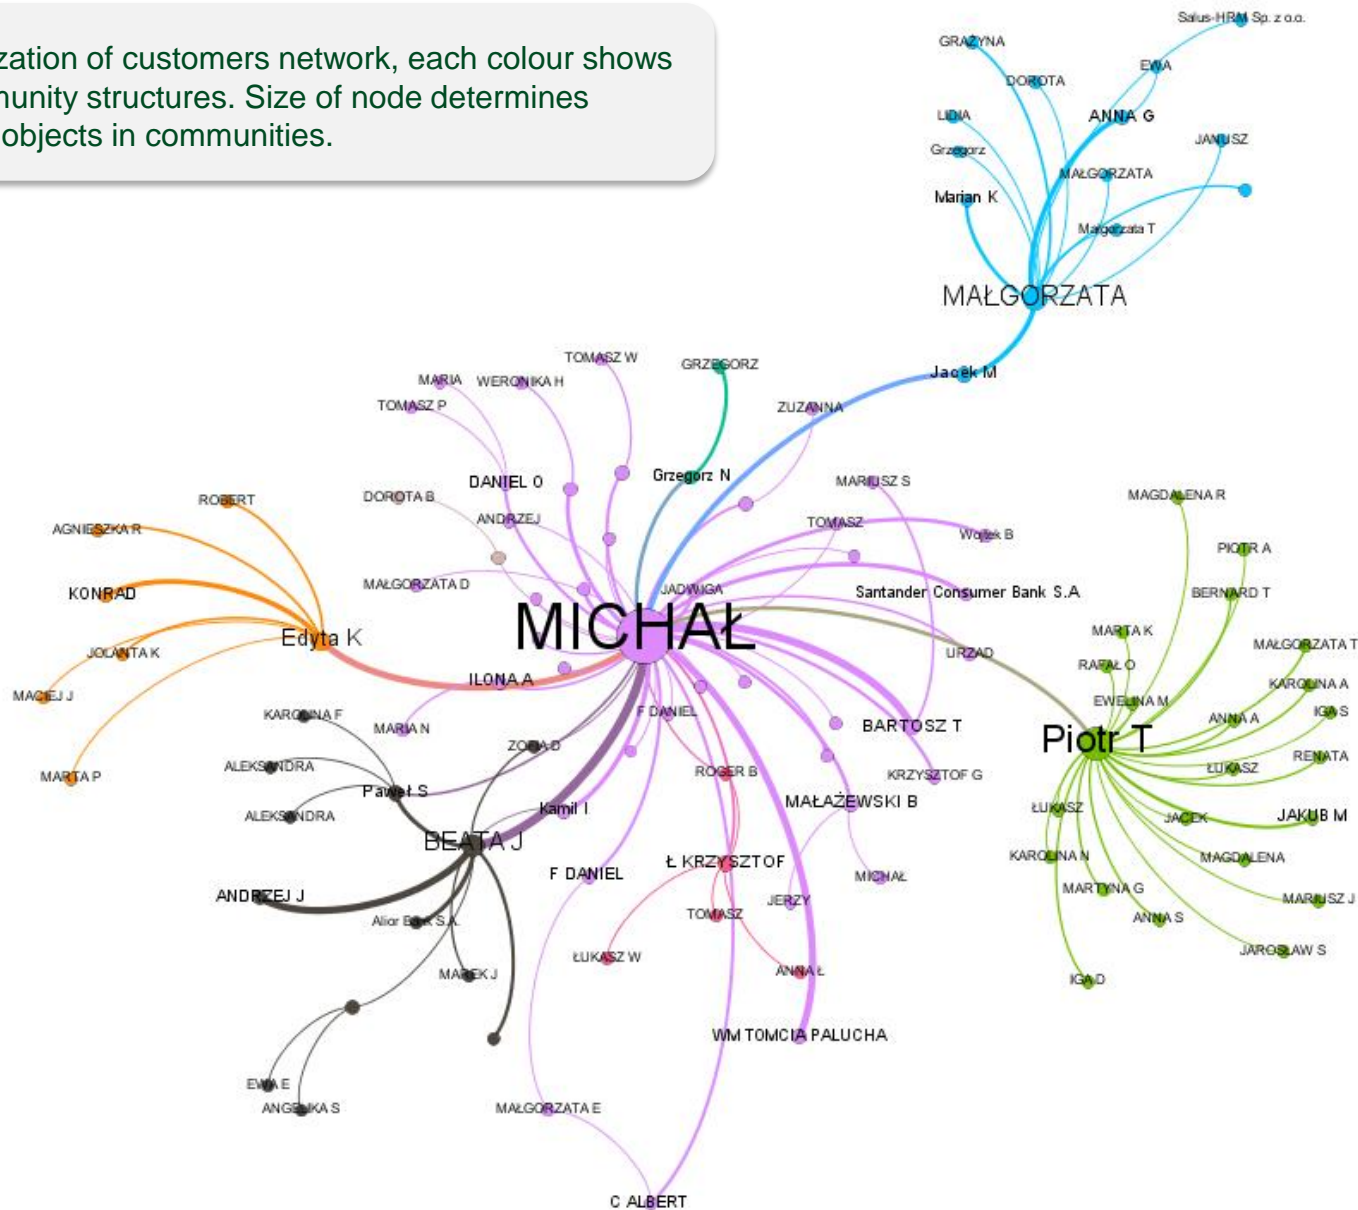 zation of customers network, each colour shows
munity structures. Size of node determines
objects in communities.
Salus-HRM Sp. z o.o.
GRAŻYNA
EWA
DOROTA
LIDIA
ANNA G
JANUSZ
Grzegorz
MAŁGORZATA
Marian K
Małgorzata T
MAŁGORZATA
Jacek M
TOMASZ W
GRZEGORZ
MARIA
WERONIKA H
TOMASZ P
ZUZANNA
DANIEL O
Grzegorz N
MARIUSZ S
DOROTA B
MAGDALENA R
ROBERT
ANDRZEJ
TOMASZ
AGNIESZKA R
Wojtek B
PIOTR A
MAŁGORZATA D
JADWIGA
KONRAD
Santander Consumer Bank S.A
BERNARD T
MICHAŁ
MARTA K
Edyta K
MAŁGORZATA T
JOLANTA K
URZAD
RAFAŁ O
ILONA A
KAROLINA A
MACIEJ J
EWELINA M
KAROLINA F
F DANIEL
IGA S
MARIA N
BARTOSZ T
ANNA A
Piotr T
ZOFIA D
RENATA
ALEKSANDRA
ROGER B
KRZYSZTOF G
ŁUKASZ
MARTA P
Paweł S
MAŁAŻEWSKI B
ŁUKASZ
ALEKSANDRA
Kamil I
JACEK
JAKUB M
BEATA J
KAROLINA N
MAGDALENA
Ł KRZYSZTOF
F DANIEL
MICHAŁ
MARTYNA G
ANDRZEJ J
JERZY
MARIUSZ J
Alior Bank S.A.
TOMASZ
ANNA S
JAROSŁAW S
ŁUKASZ W
MAREK J
ANNA Ł
IGA D
WM TOMCIA PALUCHA
EWA E
ANGELIKA S
MAŁGORZATA E
C ALBERT